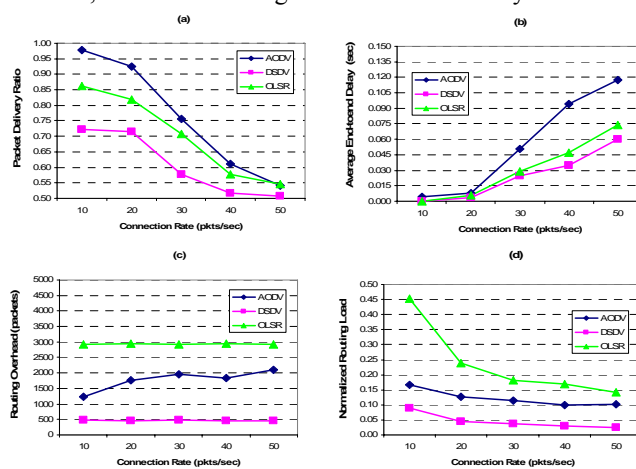 (a)
1.00
0.95
0.90
0.85
0.80
0.75
0.70
0.65
0.60
0.55
0.50
Packet Delivery Ratio
AODV
DSDV
OLSR
10 20 30 40 50
Connection Rate (pkts/sec)
(b)
0.150
0.135
0.120
0.105
0.090
0.075
0.060
0.045
0.030
0.015
0.000
Average End-to-end Delay (sec)
AODV
DSDV
OLSR
10 20 30 40 50
Connection Rate (pkts/sec)
(c)
5000
4500
4000
3500
3000
2500
2000
1500
1000
500
0
Routing Overhead (packets)
AODV
DSDV
OLSR
10 20 30 40 50
Connection Rate (pkts/sec)
(d)
0.50
0.45
0.40
0.35
0.30
0.25
0.20
0.15
0.10
0.05
0.00
Normalized Routing Load
AODV
DSDV
OLSR
10 20 30 40 50
Connection Rate (pkts/sec)